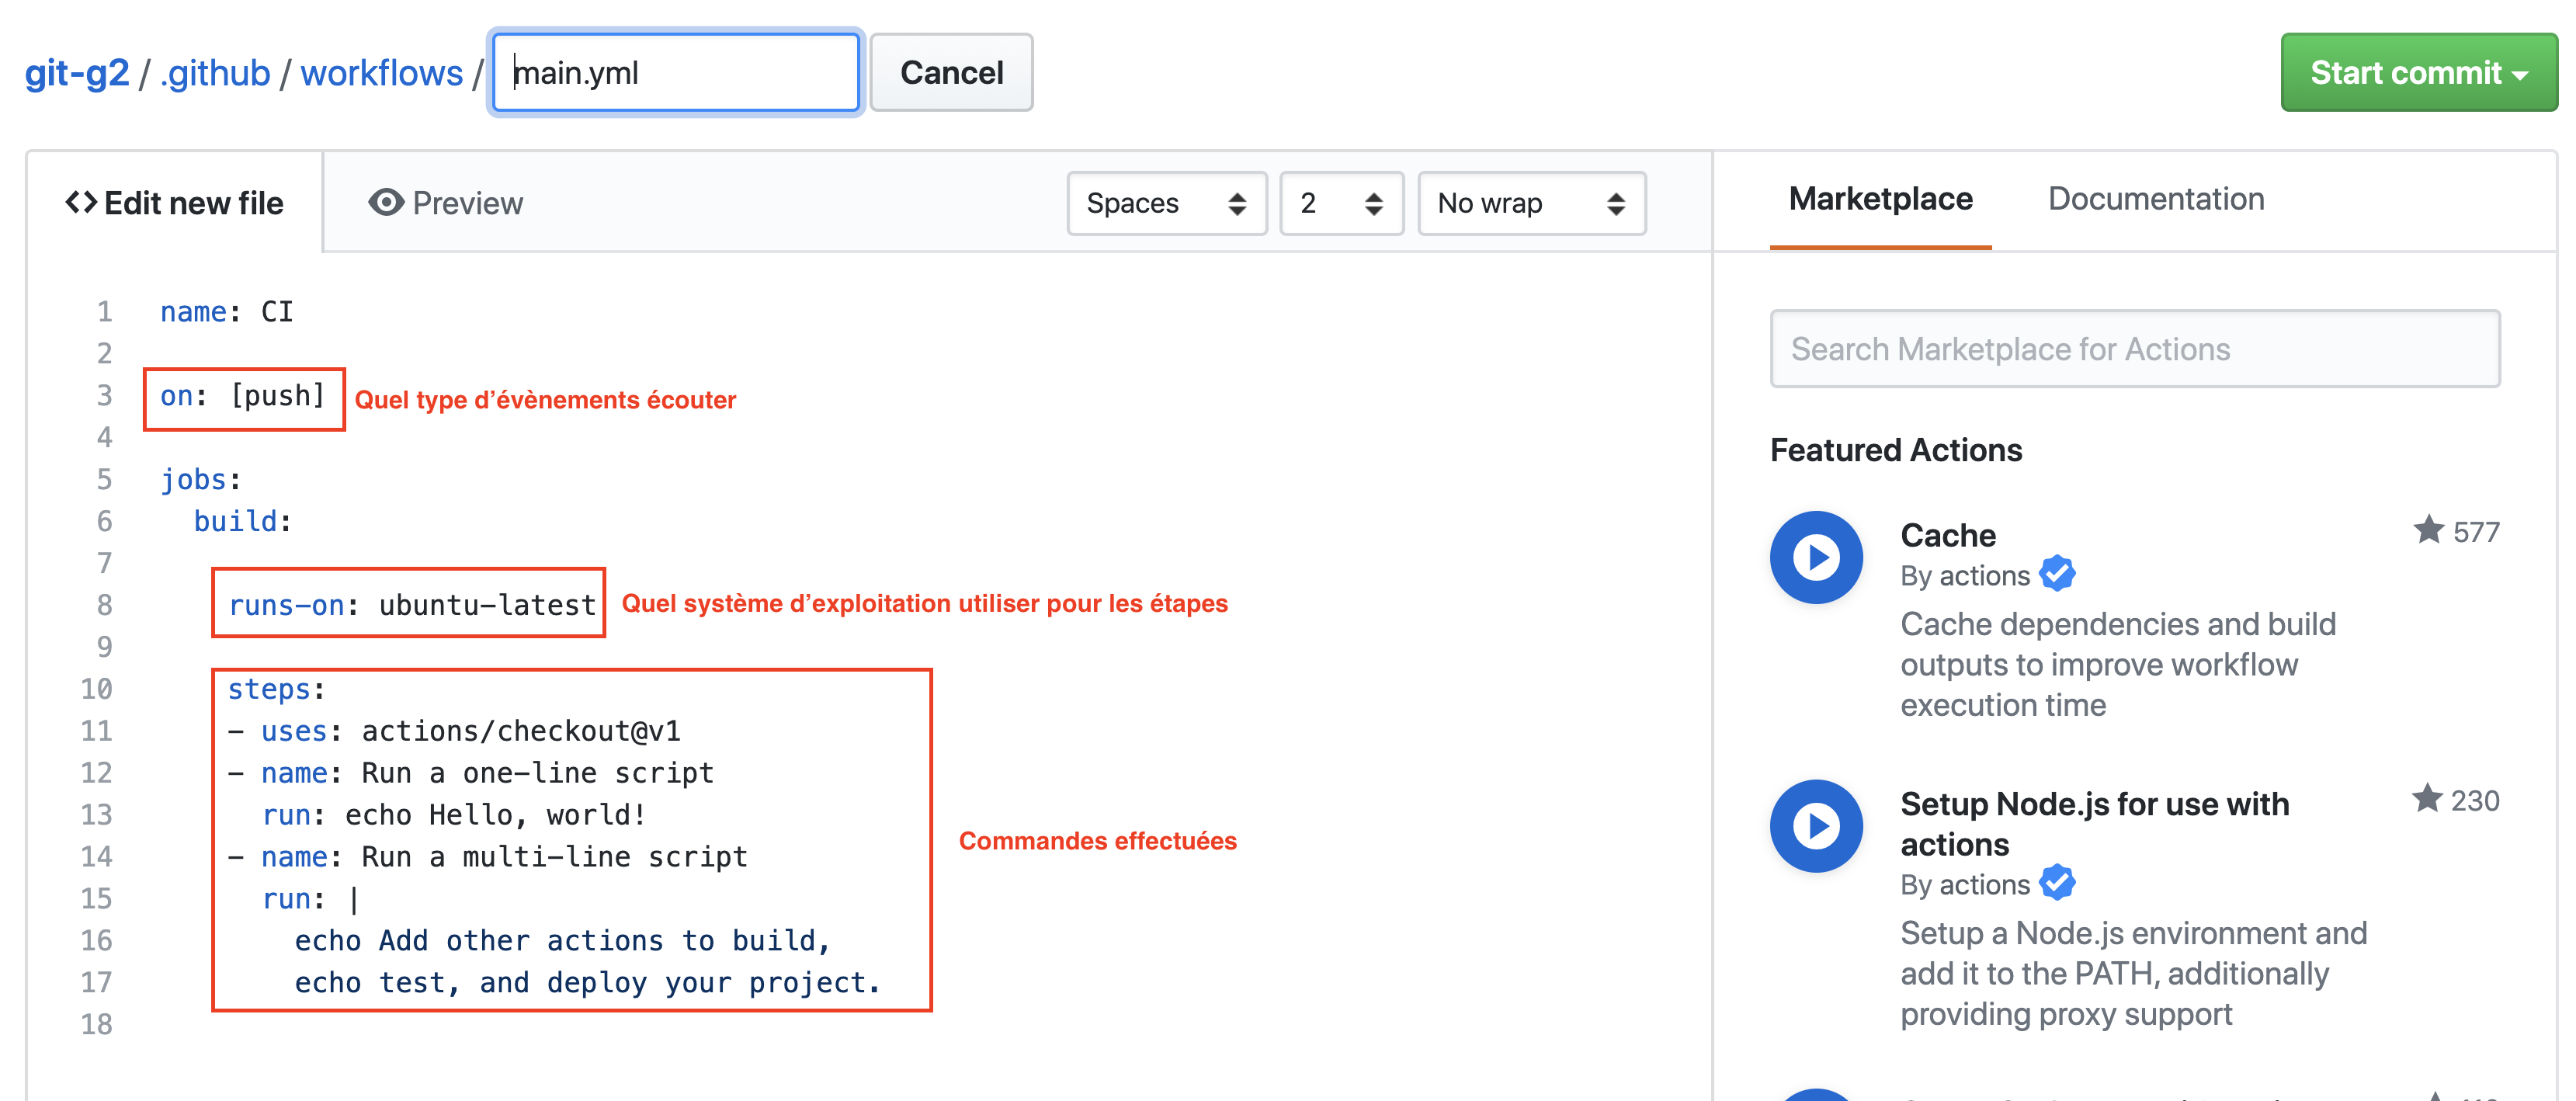 git-g2 / .github / workflows / main.yml Cancel Start commit
Edit new file Preview Spaces 2 No wrap
1 name: CI
2
3 on: [push] Quel type d’évènements écouter
4
5 jobs:
6 build:
7
8 runs-on: ubuntu-latest Quel système d’exploitation utiliser pour les étapes
9
10 steps:
11 - uses: actions/checkout@v1
12 - name: Run a one-line script
13 run: echo Hello, world!
14 - name: Run a multi-line script
15 run: |
16 echo Add other actions to build,
17 echo test, and deploy your project.
18
Commandes effectuées
Marketplace Documentation
Search Marketplace for Actions
Featured Actions
Cache 577
By actions
Cache dependencies and build
outputs to improve workflow
execution time
Setup Node.js for use with 230
actions
By actions
Setup a Node.js environment and
add it to the PATH, additionally
providing proxy support